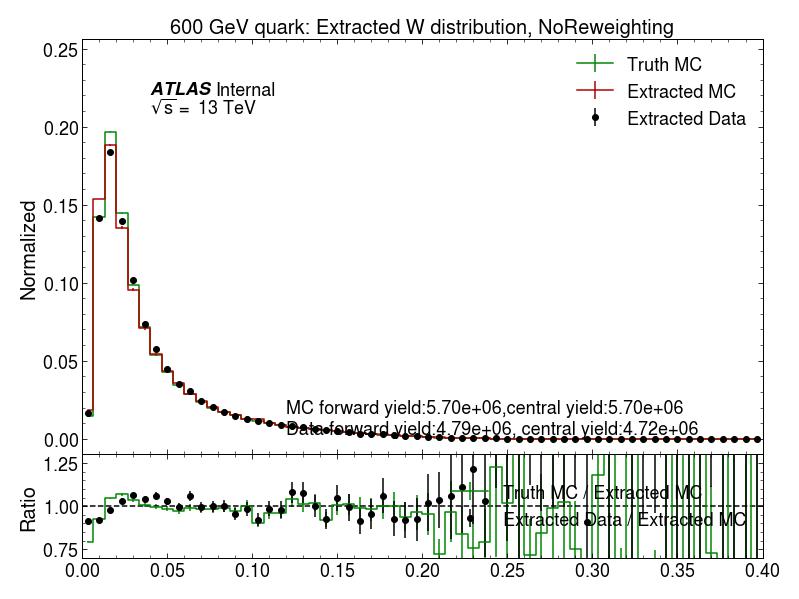 600 GeV quark: Extracted W distribution, NoReweighting
0.25
ATLAS Internal
√s = 13 TeV
Truth MC
Extracted MC
Extracted Data
0.20
0.15
Normalized
0.10
0.05
MC forward yield:5.70e+06,central yield:5.70e+06
Data forward yield:4.79e+06, central yield:4.72e+06
0.00
1.25
Truth MC / Extracted MC
Ratio
1.00
Extracted Data / Extracted MC
0.75
0.00 0.05 0.10 0.15 0.20 0.25 0.30 0.35 0.40